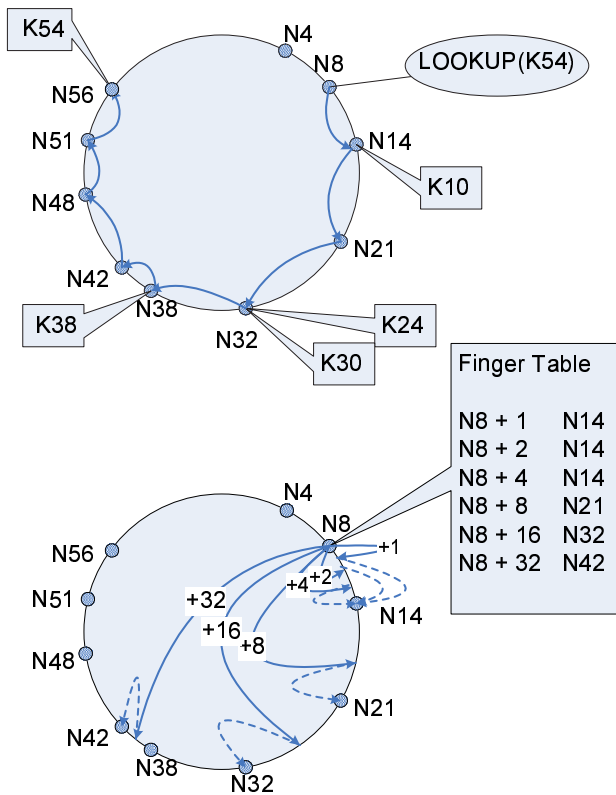 K54
N4
N8
LOOKUP(K54)
N56
N51
N14
K10
N48
N21
N42
N38
K38
N32
K24
K30
Finger Table
N8 + 1 N14
N8 + 2 N14
N8 + 4 N14
N8 + 8 N21
N8 + 16 N32
N8 + 32 N42
N4
N8
N56
+1
+4
+2
+32
N51
N14
+16
+8
N48
N21
N42
N38
N32